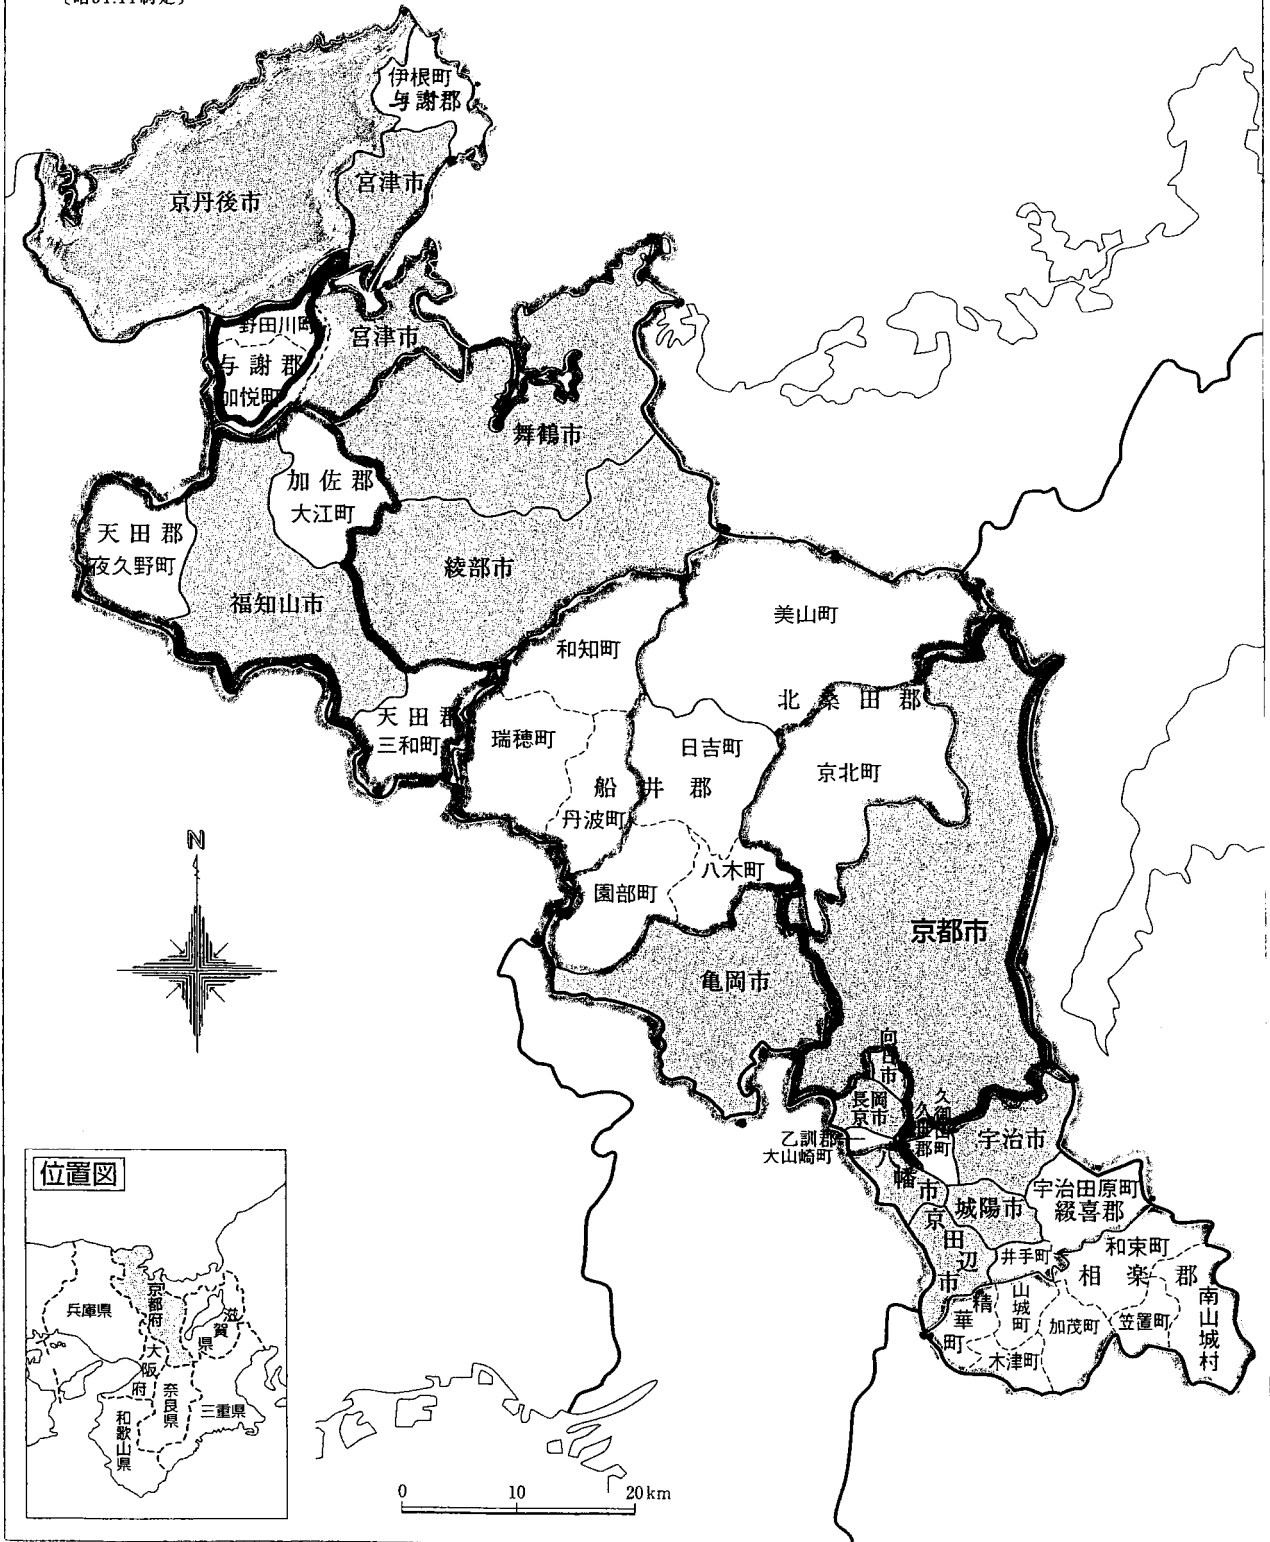 伊根町
与謝郡
宮津市
京丹後市
野田川町
与謝郡
加悦町
宮津市
舞鶴市
加佐郡
大江町
天田郡
夜久野町
福知山市
綾部市
美山町
和知町
北桑田郡
天田郡
三和町
瑞穂町
日吉町
京北町
船井郡
丹波町
N
八木町
園部町
京都市
亀岡市
向日市
長岡京市
久御山町
久世郡
乙訓郡
大山崎町
宇治市
八幡市
城陽市
宇治田原町
綴喜郡
京田辺市
井手町
和束町
相楽郡
精華町
山城町
加茂町
笠置町
南山城村
木津町
位置図
兵庫県
京都府
滋賀県
大阪府
奈良県
三重県
和歌山県
0 10 20km